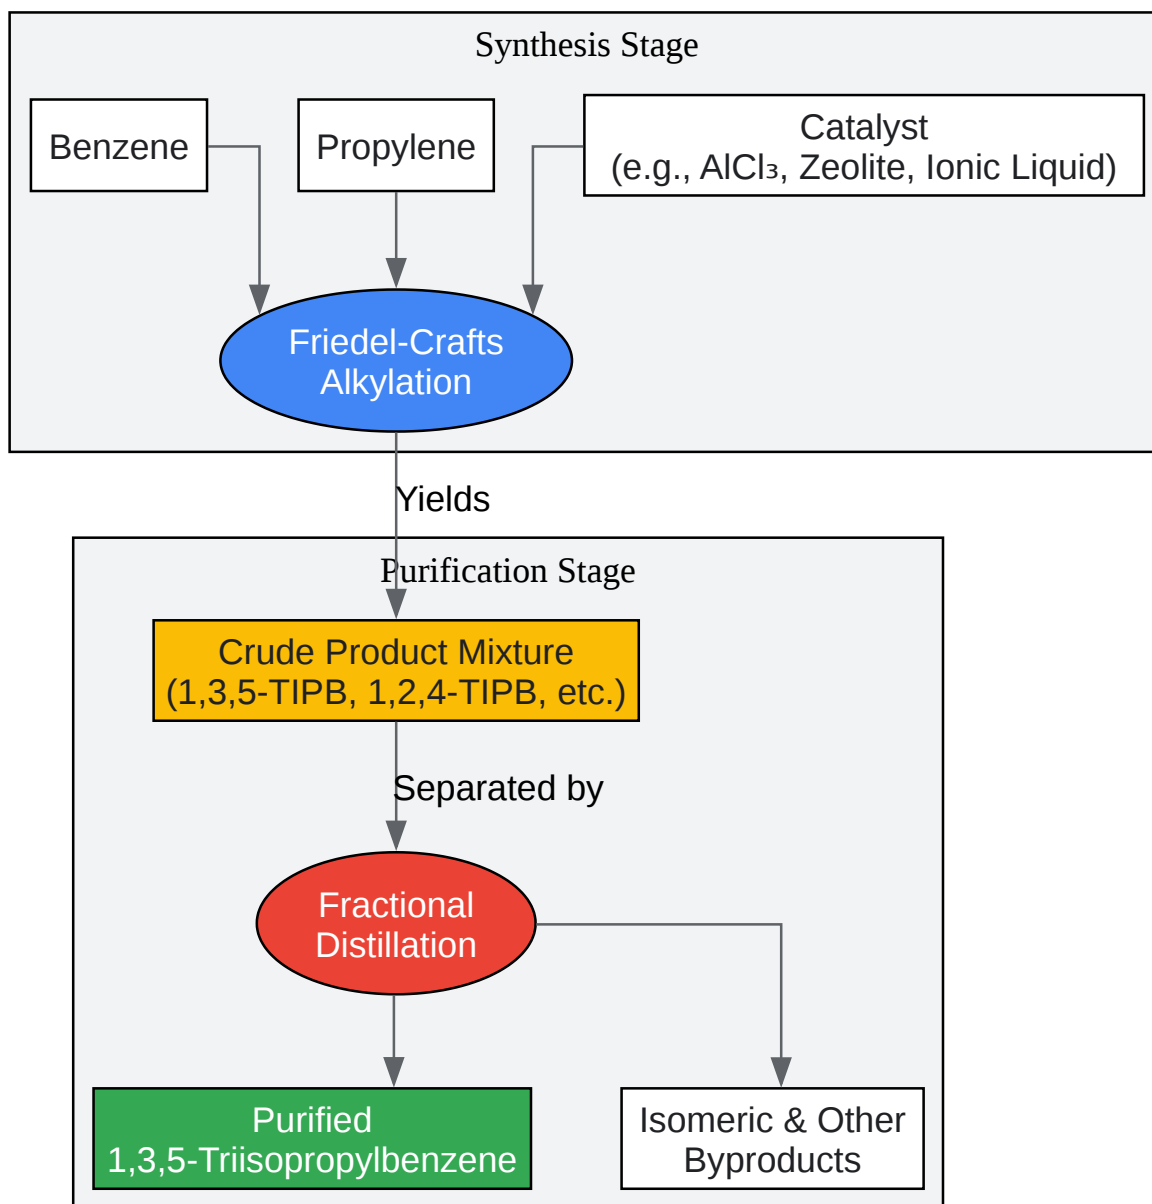 Synthesis Stage
Benzene
Propylene
Catalyst
(e.g., AlCl₃, Zeolite, Ionic Liquid)
Friedel-Crafts
Alkylation
Yields
Purification Stage
Crude Product Mixture
(1,3,5-TIPB, 1,2,4-TIPB, etc.)
Separated by
Fractional
Distillation
Purified
1,3,5-Triisopropylbenzene
Isomeric & Other
Byproducts